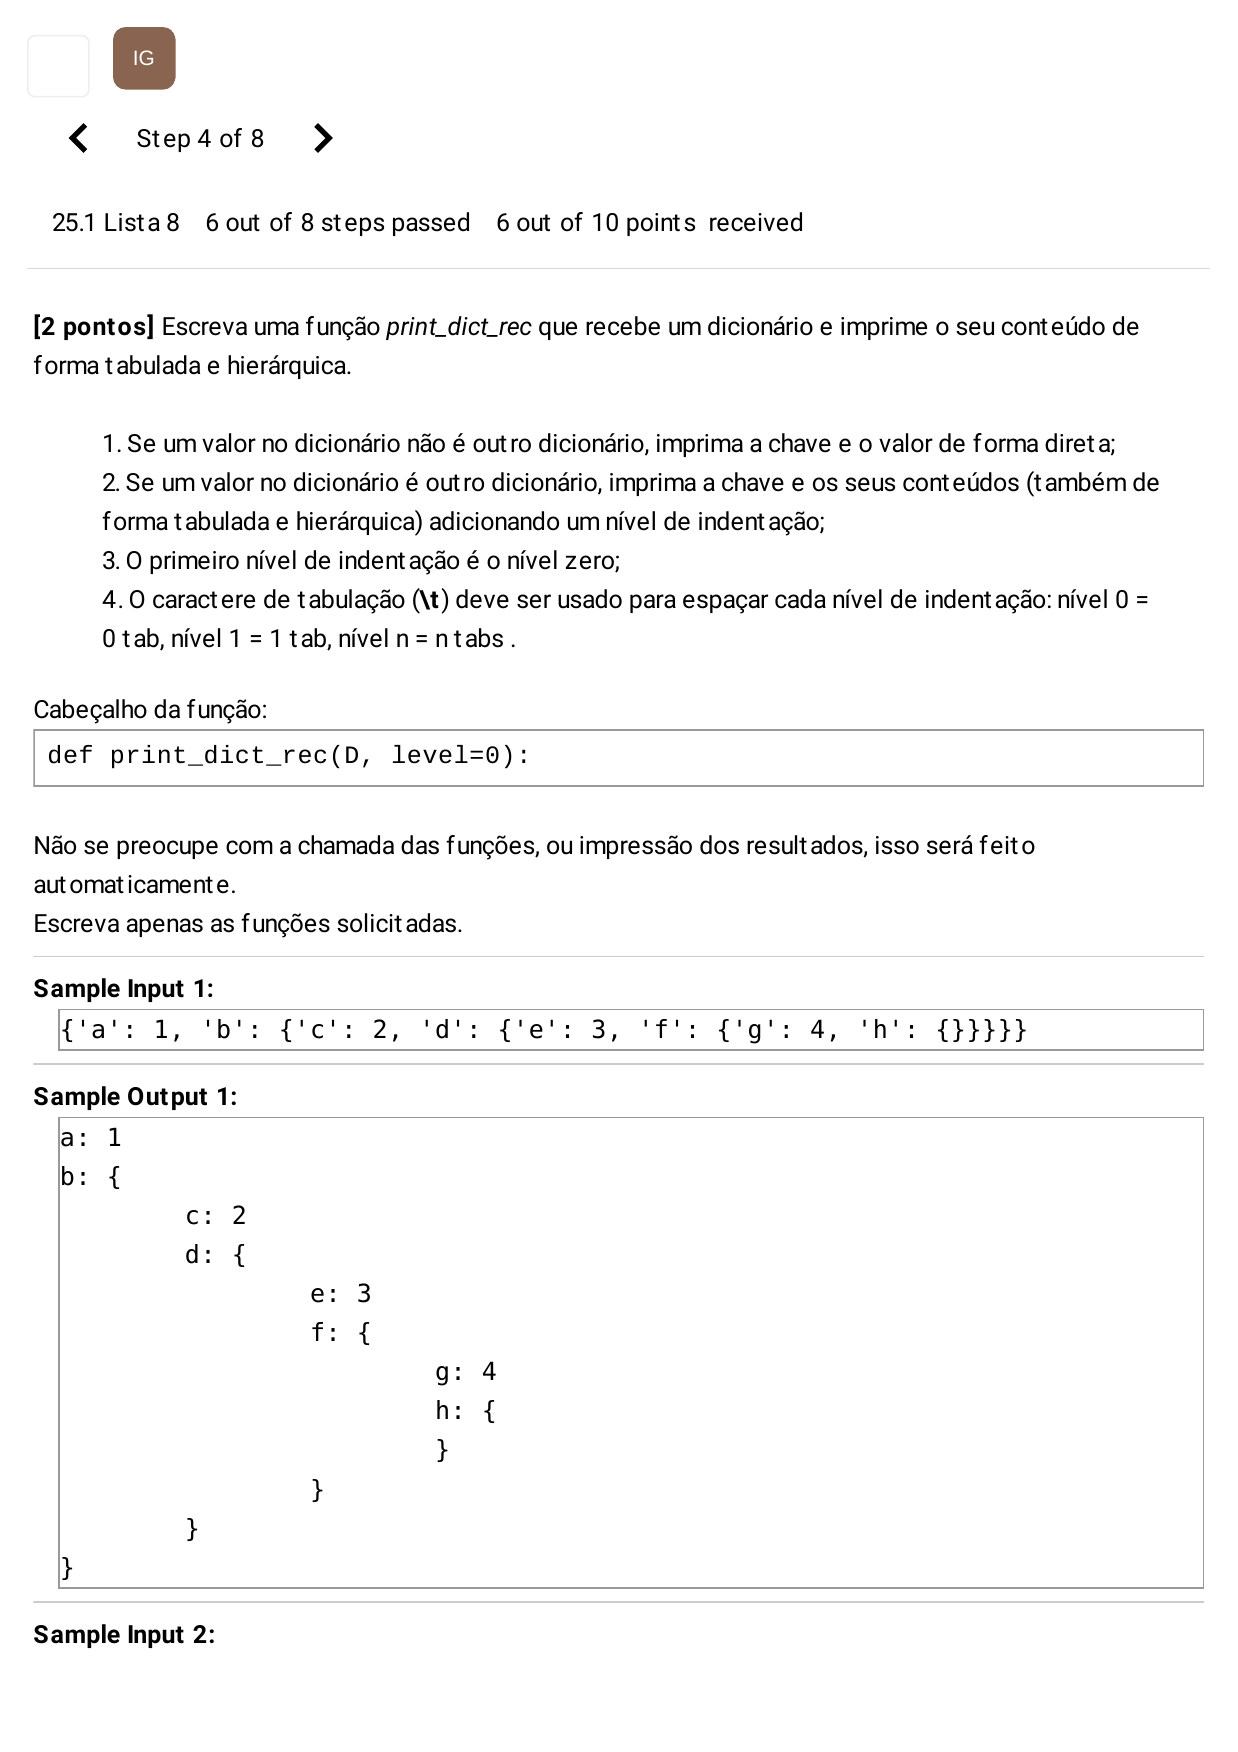 IG
Step 4 of 8
25.1 Lista 8 6 out of 8 steps passed 6 out of 10 points received
[2 pontos] Escreva uma função print_dict_rec que recebe um dicionário e imprime o seu conteúdo de
forma tabulada e hierárquica.
1. Se um valor no dicionário não é outro dicionário, imprima a chave e o valor de forma direta;
2. Se um valor no dicionário é outro dicionário, imprima a chave e os seus conteúdos (também de
forma tabulada e hierárquica) adicionando um nível de indentação;
3. O primeiro nível de indentação é o nível zero;
4. O caractere de tabulação (\t) deve ser usado para espaçar cada nível de indentação: nível 0 =
0 tab, nível 1 = 1 tab, nível n = n tabs .
Cabeçalho da função:
def print_dict_rec(D, level=0):
Não se preocupe com a chamada das funções, ou impressão dos resultados, isso será feito
automaticamente.
Escreva apenas as funções solicitadas.
Sample Input 1:
{'a': 1, 'b': {'c': 2, 'd': {'e': 3, 'f': {'g': 4, 'h': {}}}}}
Sample Output 1:
a: 1
b: {
	c: 2
	d: {
		e: 3
		f: {
			g: 4
			h: {
			}
		}
	}
}
Sample Input 2: